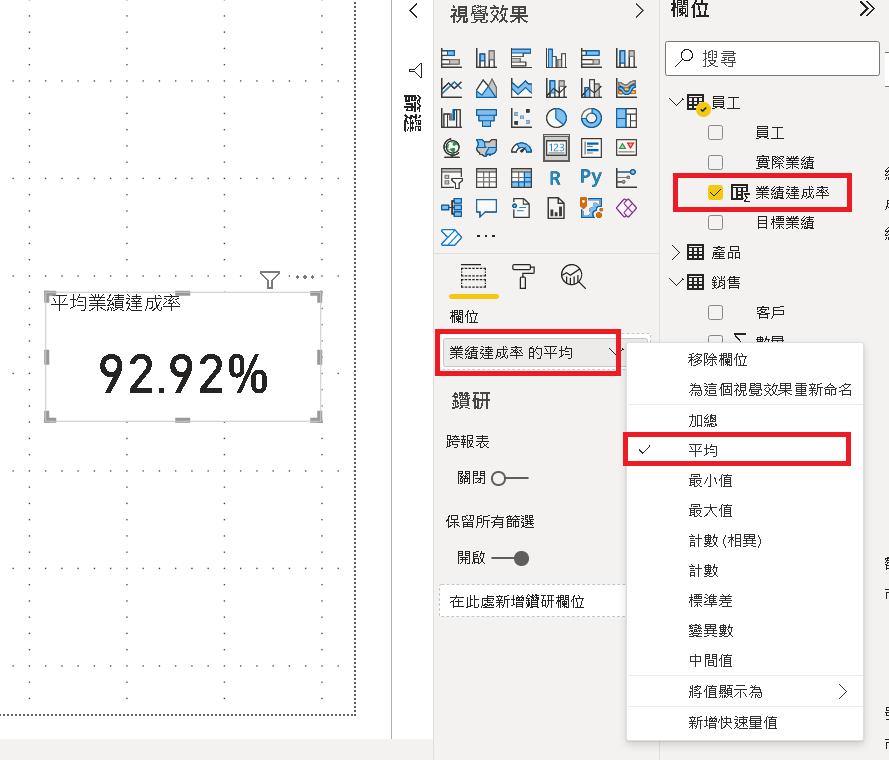 平均業績達成率
92.92%
篩選
視覺效果
123
R
Py
欄位
業績達成率 的平均
鑽研
跨報表
關閉
保留所有篩選
開啟
在此處新增鑽研欄位
欄位
搜尋
員工
員工
實際業績
業績達成率
目標業績
產品
銷售
客戶
數量
移除欄位
為這個視覺效果重新命名
加總
平均
最小值
最大值
計數 (相異)
計數
標準差
變異數
中間值
將值顯示為
新增快速量值